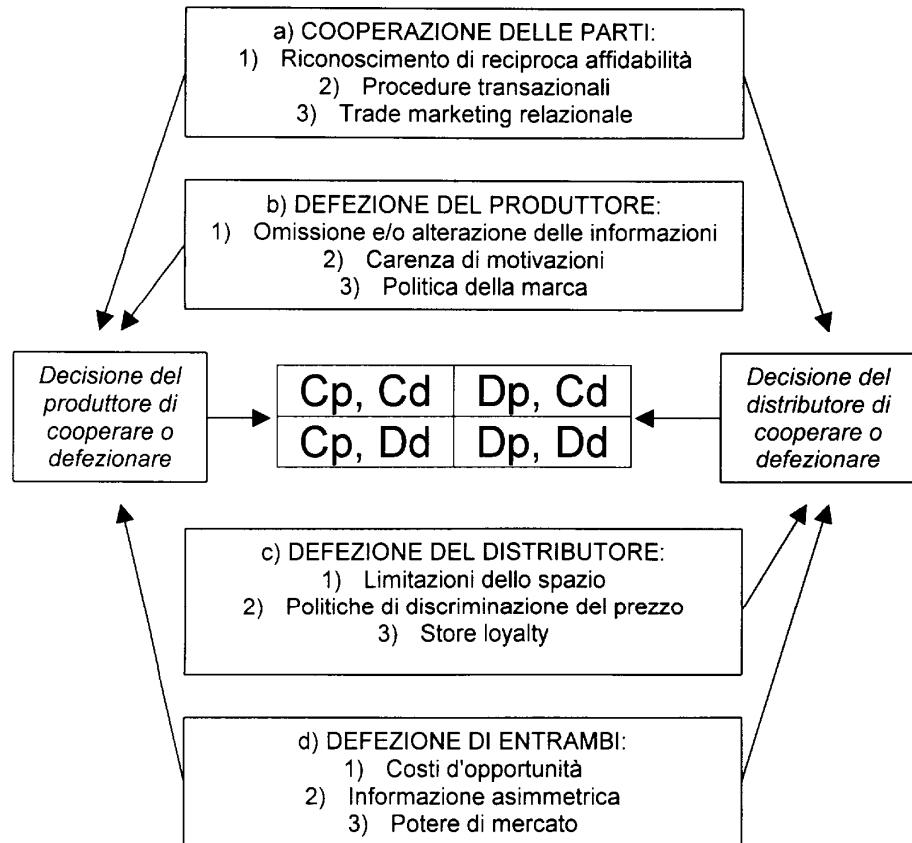 a) COOPERAZIONE DELLE PARTI:
1) Riconoscimento di reciproca affidabilità
2) Procedure transazionali
3) Trade marketing relazionale
b) DEFEZIONE DEL PRODUTTORE:
1) Omissione e/o alterazione delle informazioni
2) Carenza di motivazioni
3) Politica della marca
Decisione del
produttore di
cooperare o
defezionare
Cp, Cd
Dp, Cd
Cp, Dd
Dp, Dd
Decisione del
distributore di
cooperare o
defezionare
c) DEFEZIONE DEL DISTRIBUTORE:
1) Limitazioni dello spazio
2) Politiche di discriminazione del prezzo
3) Store loyalty
d) DEFEZIONE DI ENTRAMBI:
1) Costi d'opportunità
2) Informazione asimmetrica
3) Potere di mercato